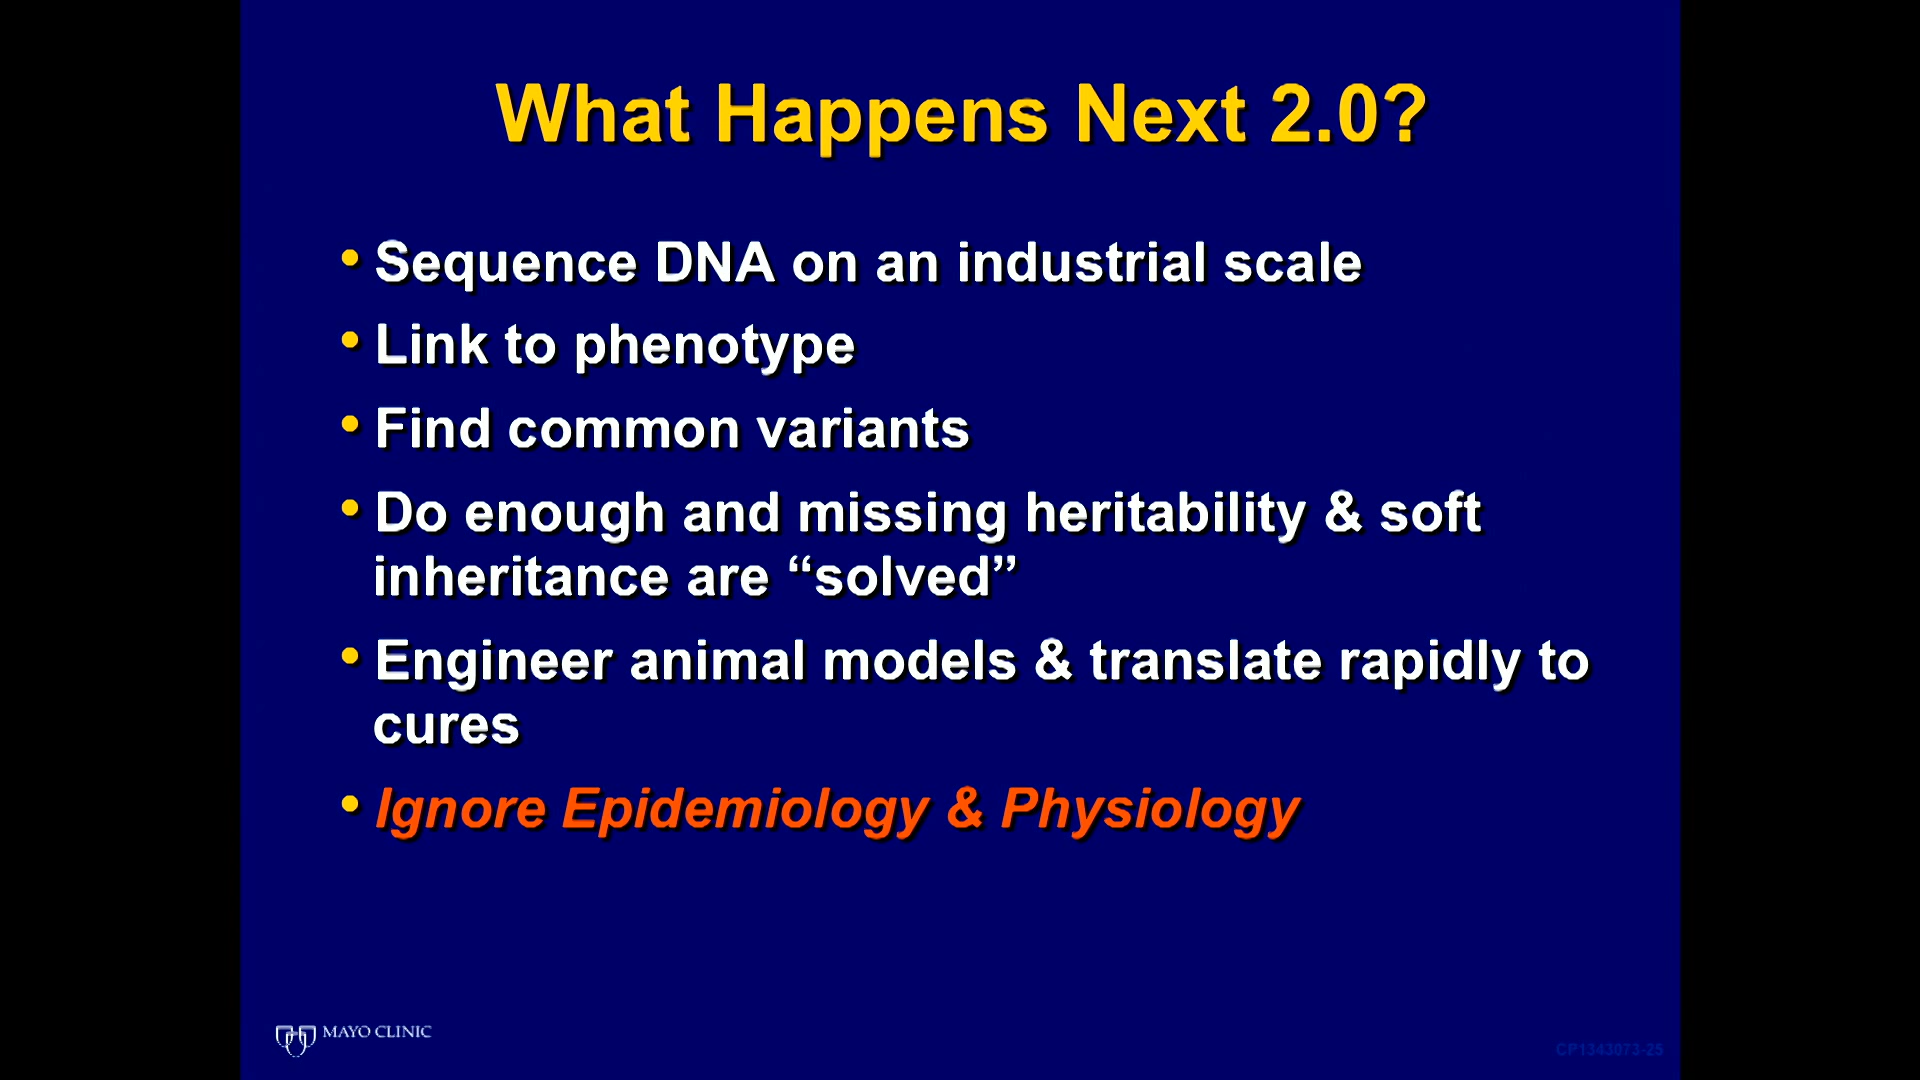 What Happens Next 2.0?
• Sequence DNA on an industrial scale
• Link to phenotype
• Find common variants
• Do enough and missing heritability & soft
inheritance are “solved”
• Engineer animal models & translate rapidly to
cures
• Ignore Epidemiology & Physiology
MAYO CLINIC
CP1343073-25